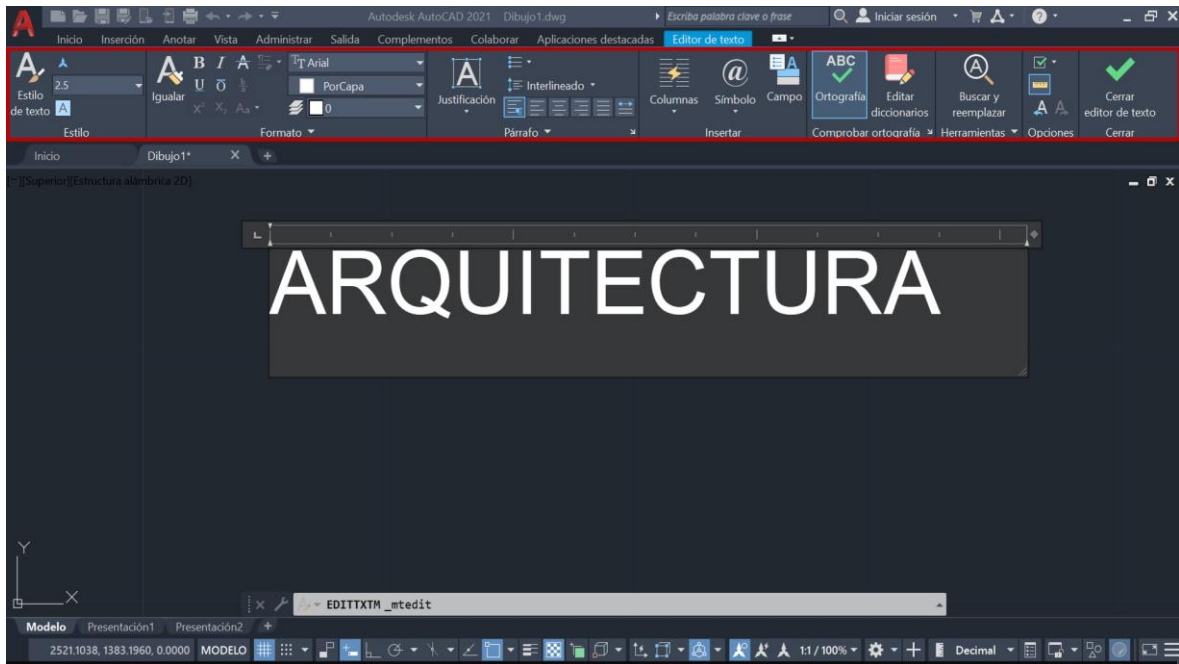 Autodesk AutoCAD 2021 Dibujo1.dwg Escriba palabra clave o frase Iniciar sesión
Inicio Inserción Anotar Vista Administrar Salida Complementos Colaborar Aplicaciones destacadas Editor de texto
Estilo de texto
2.5
Estilo
Igualar
B I A
U O
X² X₂ Aa
Arial
PorCapa
0
Formato
Justificación
Interlineado
Párrafo
Columnas
@
Símbolo
Campo
Insertar
ABC
Ortografía
Editar diccionarios
Comprobar ortografía
Buscar y reemplazar
Herramientas
Opciones
Cerrar editor de texto
Cerrar
Inicio Dibujo1* X +
[−][Superior][Estructura alámbrica 2D]
ARQUITECTURA
Y
X
EDITTXTM _mtedit
Modelo Presentación1 Presentación2 +
2521.1038, 1383.1960, 0.0000 MODELO 1:1 / 100% Decimal